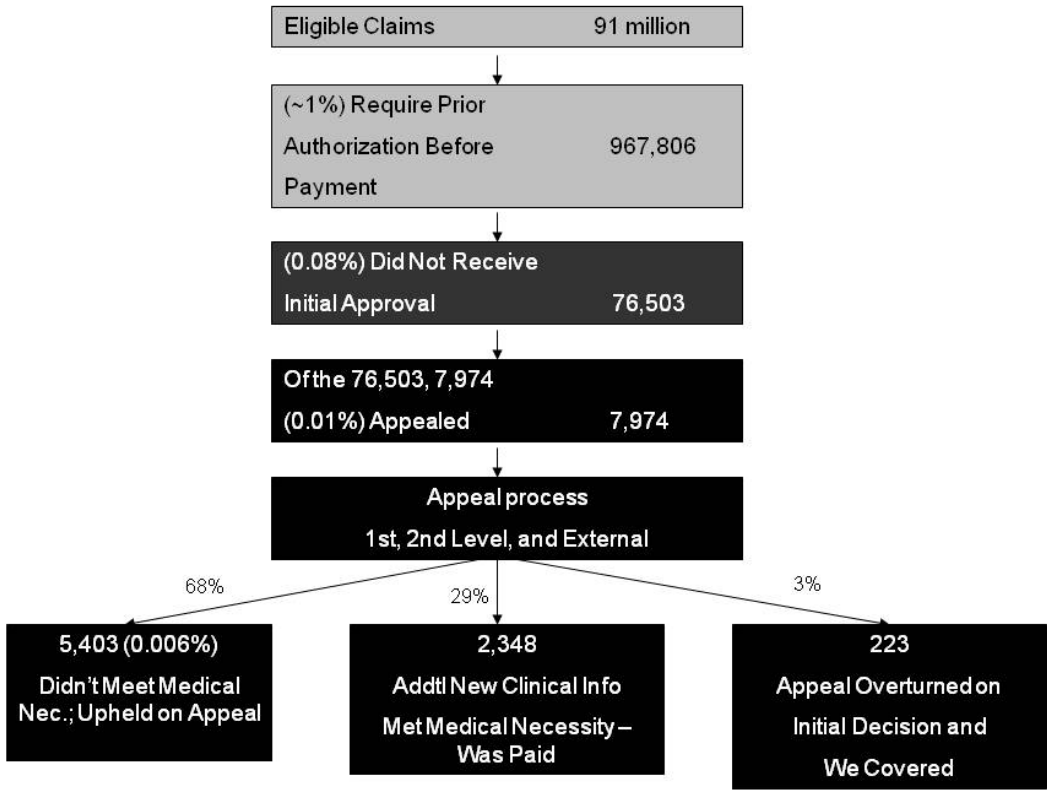 Eligible Claims 91 million
(~1%) Require Prior
Authorization Before 967,806
Payment
(0.08%) Did Not Receive
Initial Approval 76,503
Of the 76,503, 7,974
(0.01%) Appealed 7,974
Appeal process
1st, 2nd Level, and External
68%
29%
3%
5,403 (0.006%)
Didn't Meet Medical
Nec.; Upheld on Appeal
2,348
Addtl New Clinical Info
Met Medical Necessity –
Was Paid
223
Appeal Overturned on
Initial Decision and
We Covered